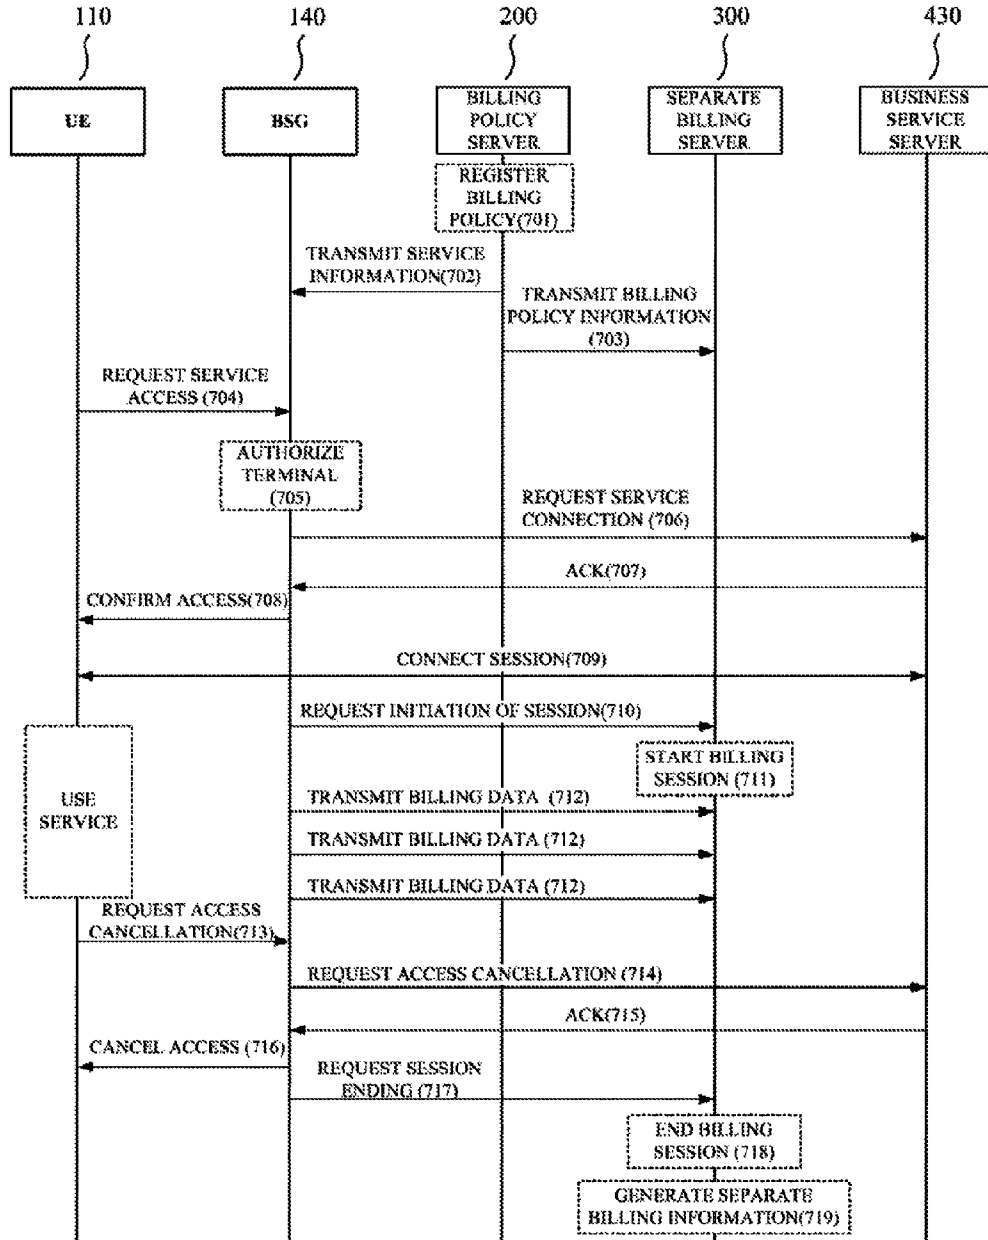 110 140 200 300 430
UE
BSG
BILLING
POLICY
SERVER
SEPARATE
BILLING
SERVER
BUSINESS
SERVICE
SERVER
REGISTER
BILLING
POLICY(701)
TRANSMIT SERVICE
INFORMATION(702)
TRANSMIT BILLING
POLICY INFORMATION
(703)
REQUEST SERVICE
ACCESS (704)
AUTHORIZE
TERMINAL
(705)
REQUEST SERVICE
CONNECTION (706)
ACK(707)
CONFIRM ACCESS(708)
CONNECT SESSION(709)
REQUEST INITIATION OF SESSION(710)
START BILLING
SESSION (711)
USE
SERVICE
TRANSMIT BILLING DATA (712)
TRANSMIT BILLING DATA (712)
TRANSMIT BILLING DATA (712)
REQUEST ACCESS
CANCELLATION(713)
REQUEST ACCESS CANCELLATION (714)
ACK(715)
CANCEL ACCESS (716)
REQUEST SESSION
ENDING (717)
END BILLING
SESSION (718)
GENERATE SEPARATE
BILLING INFORMATION(719)